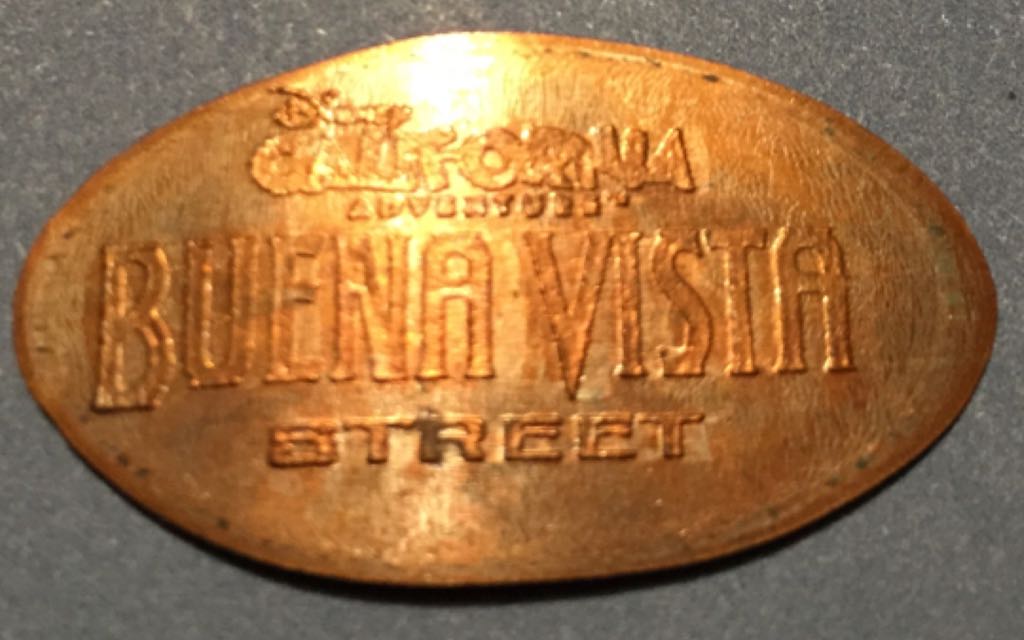 Disney
CALIFORNIA
ADVENTURE
BUENA VISTA
STREET